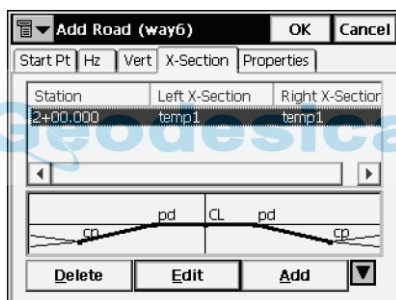 Add Road (way6) OK Cancel
Start Pt Hz Vert X-Section Properties
Station Left X-Section Right X-Section
2+00.000 temp1 temp1
Geodesical
pd CL pd
cp cp
Delete Edit Add